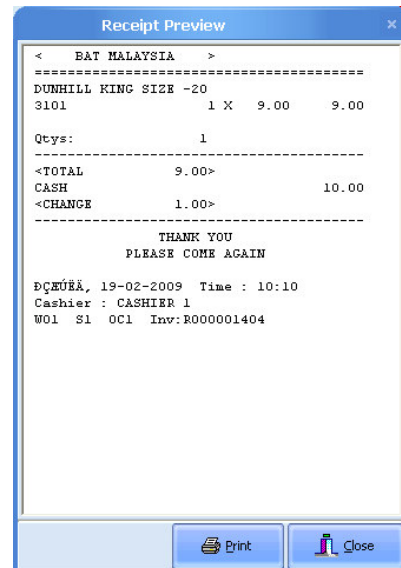 Receipt Preview
< BAT MALAYSIA >
========================================
DUNHILL KING SIZE -20
3101 1 X 9.00 9.00
Qtys: 1
----------------------------------------
<TOTAL 9.00>
CASH 10.00
<CHANGE 1.00>
----------------------------------------
THANK YOU
PLEASE COME AGAIN
ÐÇÆÚËÄ, 19-02-2009 Time : 10:10
Cashier : CASHIER 1
W01 S1 OC1 Inv:R000001404
Print Close